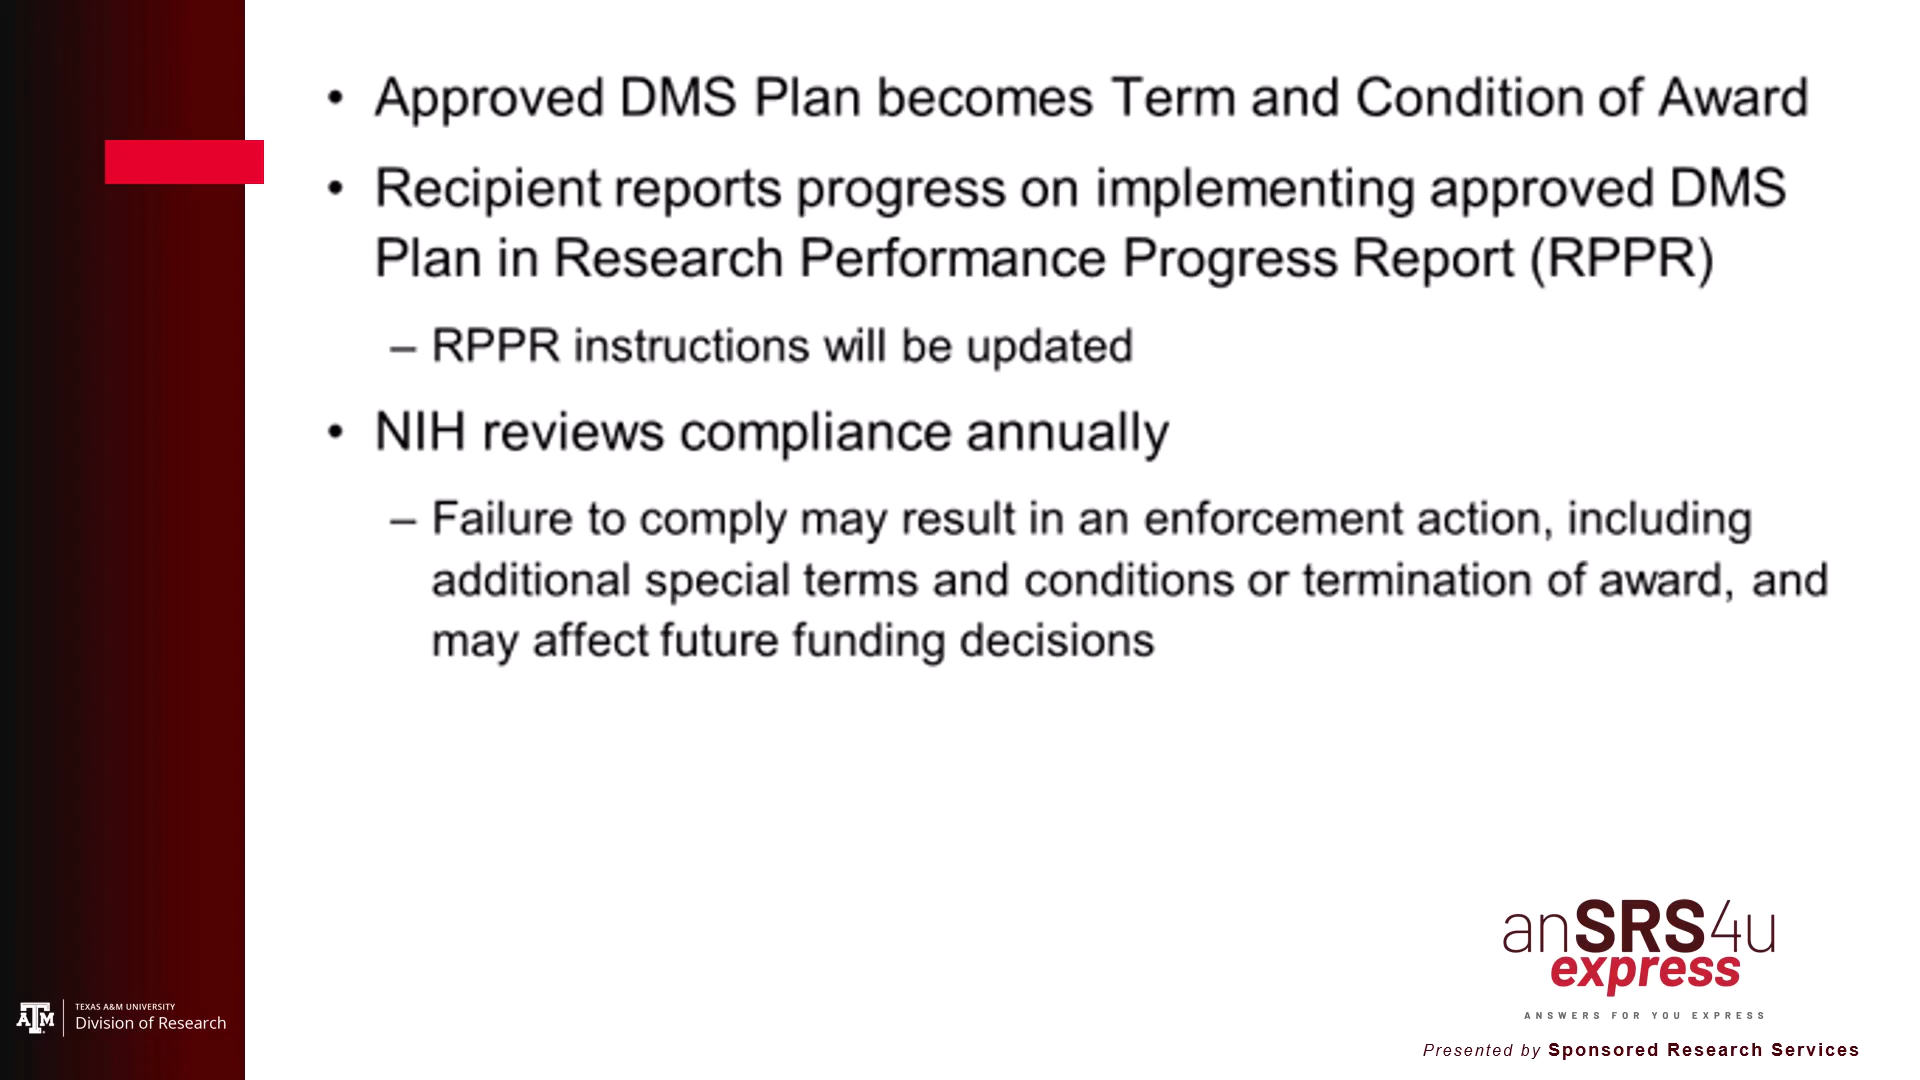 • Approved DMS Plan becomes Term and Condition of Award
• Recipient reports progress on implementing approved DMS
Plan in Research Performance Progress Report (RPPR)
– RPPR instructions will be updated
• NIH reviews compliance annually
– Failure to comply may result in an enforcement action, including
additional special terms and conditions or termination of award, and
may affect future funding decisions
anSRS4u
express
ANSWERS FOR YOU EXPRESS
Presented by Sponsored Research Services
ATM
TEXAS A&M UNIVERSITY
Division of Research